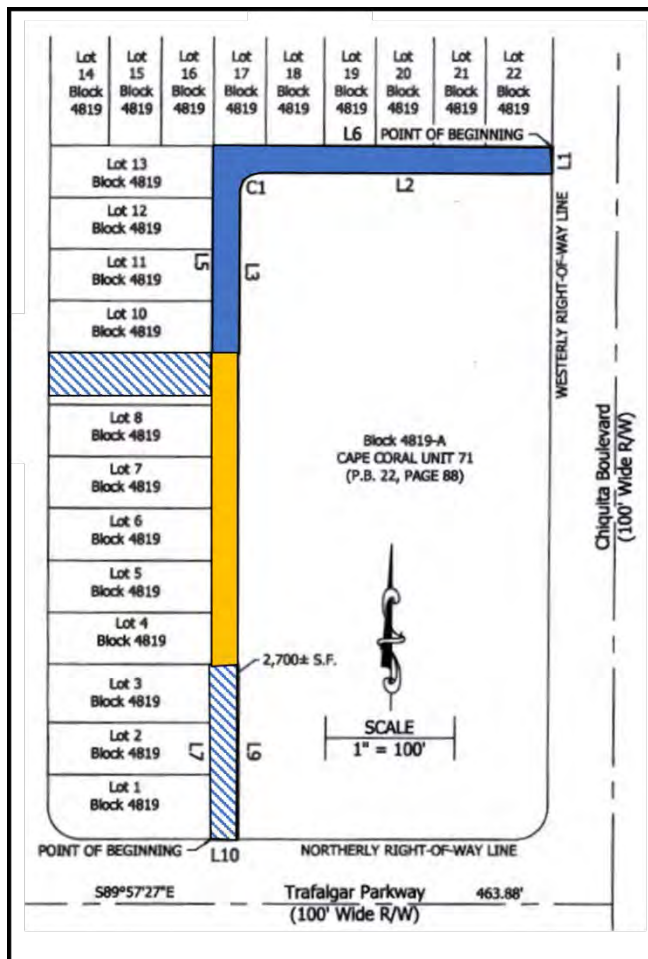 Lot
14
Block
4819
Lot
15
Block
4819
Lot
16
Block
4819
Lot
17
Block
4819
Lot
18
Block
4819
Lot
19
Block
4819
Lot
20
Block
4819
Lot
21
Block
4819
Lot
22
Block
4819
L6
POINT OF BEGINNING
L1
Lot 13
Block 4819
C1
L2
Lot 12
Block 4819
Lot 11
Block 4819
L5
L3
Lot 10
Block 4819
WESTERLY RIGHT-OF-WAY LINE
Lot 8
Block 4819
Block 4819-A
CAPE CORAL UNIT 71
(P.B. 22, PAGE 88)
Lot 7
Block 4819
Chiquita Boulevard
(100' Wide R/W)
Lot 6
Block 4819
Lot 5
Block 4819
Lot 4
Block 4819
2,700± S.F.
Lot 3
Block 4819
SCALE
1" = 100'
Lot 2
Block 4819
L7
L9
Lot 1
Block 4819
POINT OF BEGINNING
L10
NORTHERLY RIGHT-OF-WAY LINE
S89°57'27"E
Trafalgar Parkway
463.88'
(100' Wide R/W)